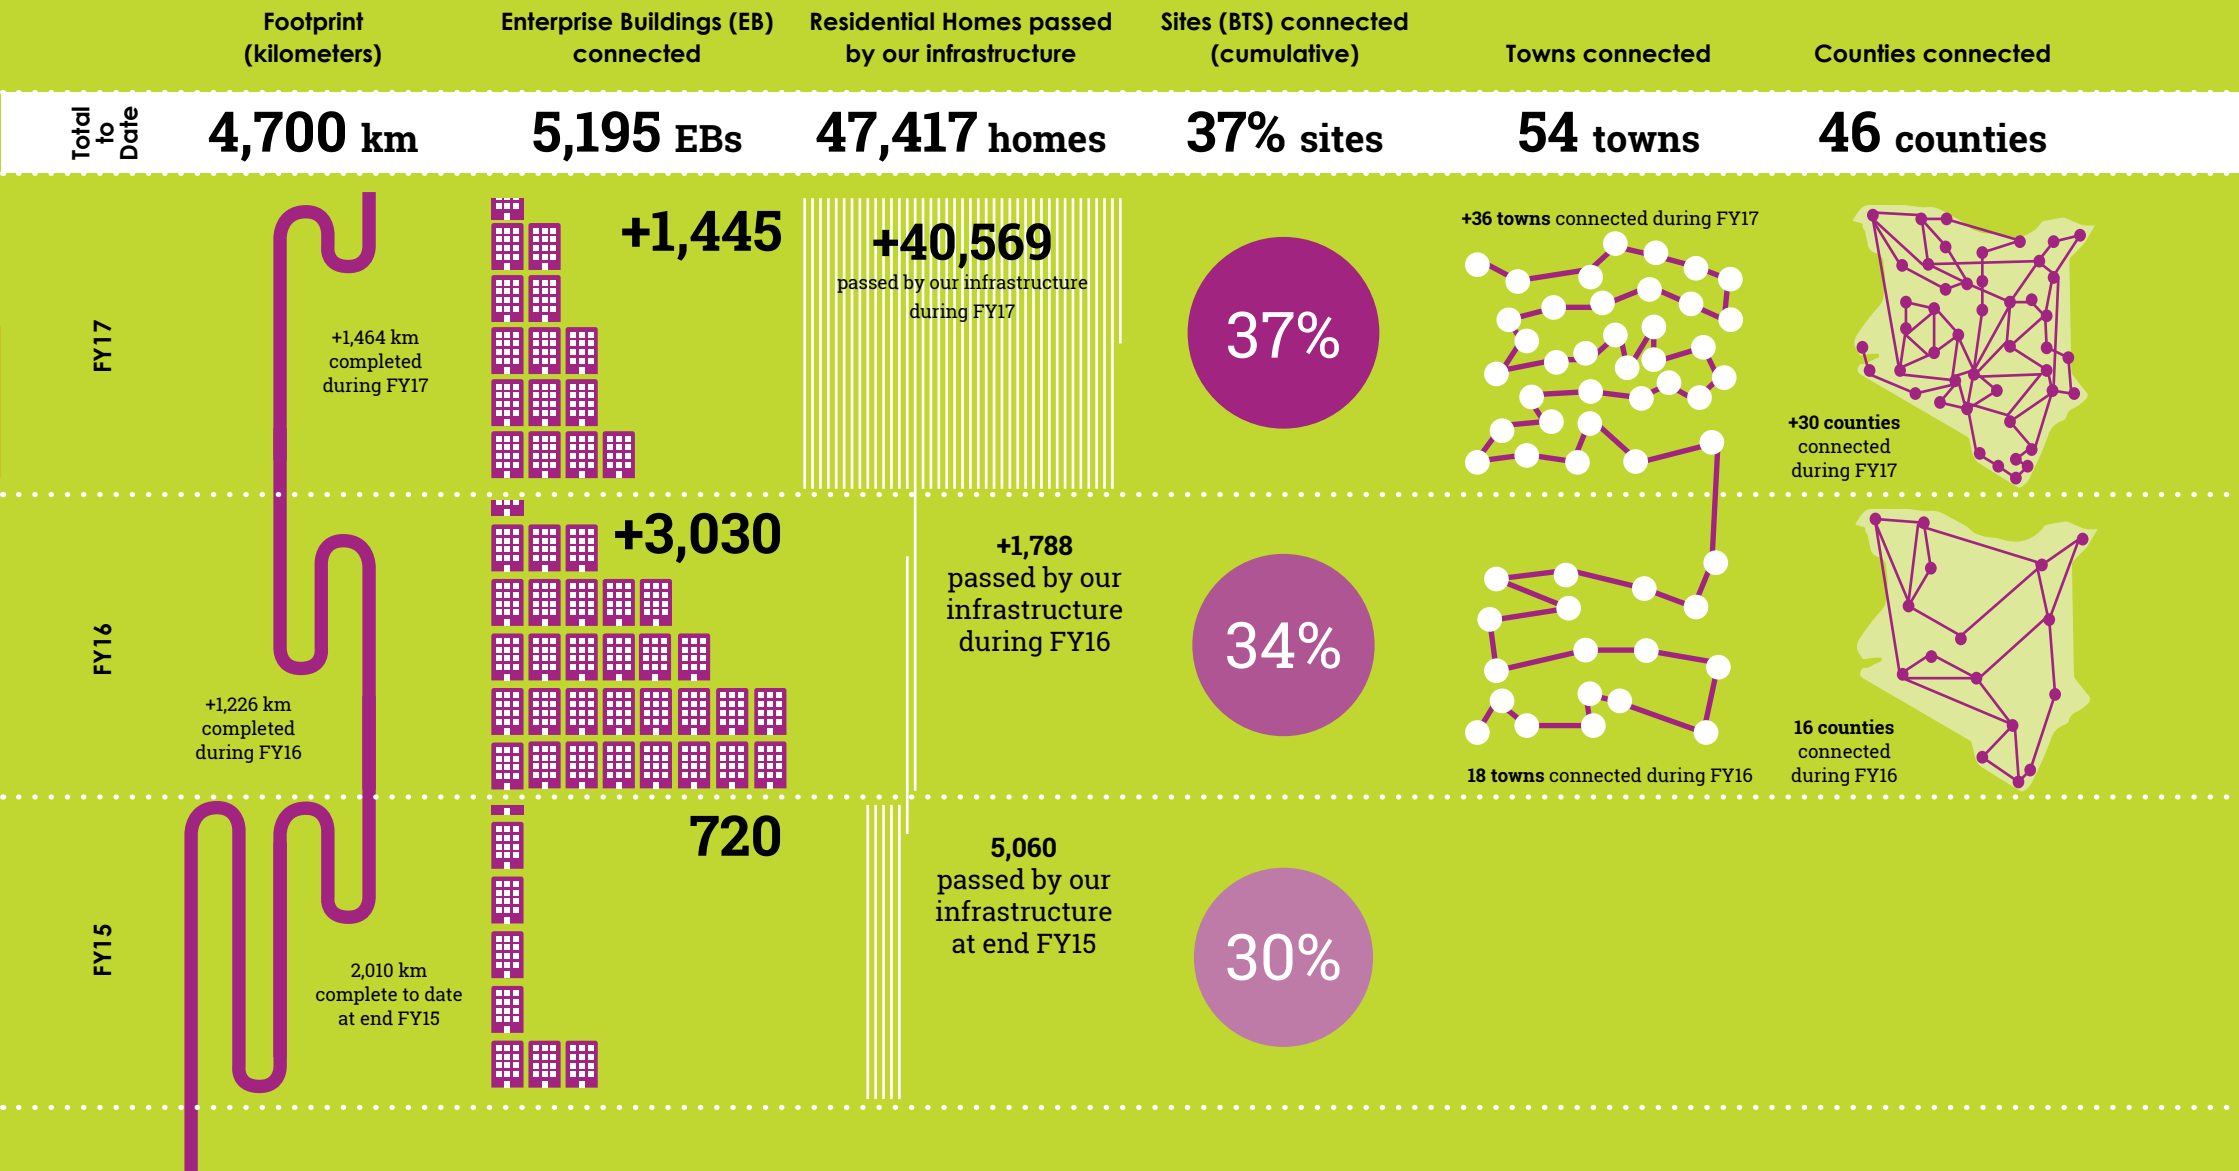 Footprint
(kilometers)
Enterprise Buildings (EB)
connected
Residential Homes passed
by our infrastructure
Sites (BTS) connected
(cumulative)
Towns connected
Counties connected
Total
to
Date
4,700 km
5,195 EBs
47,417 homes
37% sites
54 towns
46 counties
FY17
+1,464 km
completed
during FY17
+1,445
+40,569
passed by our infrastructure
during FY17
37%
+36 towns connected during FY17
+30 counties
connected
during FY17
FY16
+1,226 km
completed
during FY16
+3,030
+1,788
passed by our
infrastructure
during FY16
34%
18 towns connected during FY16
16 counties
connected
during FY16
FY15
2,010 km
complete to date
at end FY15
720
5,060
passed by our
infrastructure
at end FY15
30%